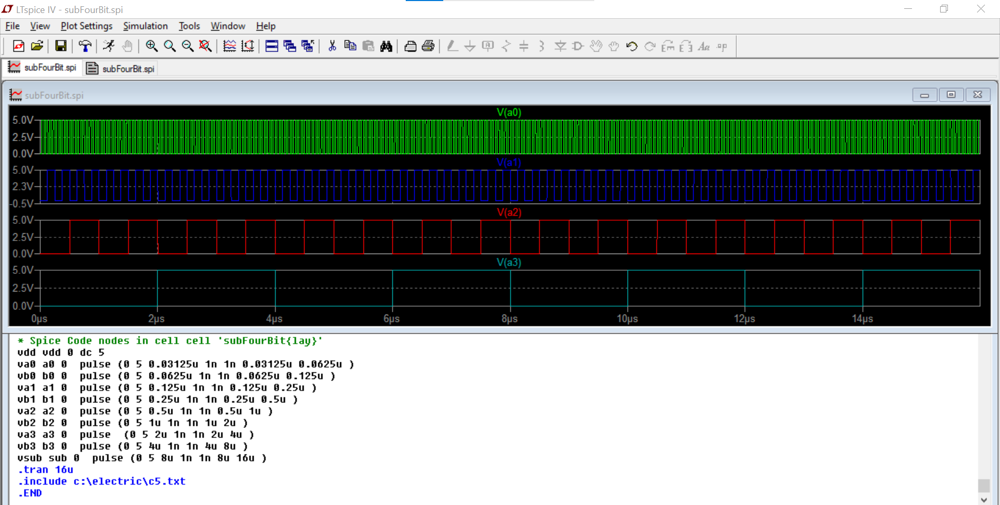 LTspice IV - subFourBit.spi
File View Plot Settings Simulation Tools Window Help
subFourBit.spi subFourBit.spi
subFourBit.spi
V(a0)
5.0V
2.5V
0.0V
V(a1)
5.0V
2.3V
-0.5V
V(a2)
5.0V
2.5V
0.0V
V(a3)
5.0V
2.5V
0.0V
0µs 2µs 4µs 6µs 8µs 10µs 12µs 14µs
* Spice Code nodes in cell cell 'subFourBit{lay}'
vdd vdd 0 dc 5
va0 a0 0 pulse (0 5 0.03125u 1n 1n 0.03125u 0.0625u )
vb0 b0 0 pulse (0 5 0.0625u 1n 1n 0.0625u 0.125u )
va1 a1 0 pulse (0 5 0.125u 1n 1n 0.125u 0.25u )
vb1 b1 0 pulse (0 5 0.25u 1n 1n 0.25u 0.5u )
va2 a2 0 pulse (0 5 0.5u 1n 1n 0.5u 1u )
vb2 b2 0 pulse (0 5 1u 1n 1n 1u 2u )
va3 a3 0 pulse (0 5 2u 1n 1n 2u 4u )
vb3 b3 0 pulse (0 5 4u 1n 1n 4u 8u )
vsub sub 0 pulse (0 5 8u 1n 1n 8u 16u )
.tran 16u
.include c:\electric\c5.txt
.END